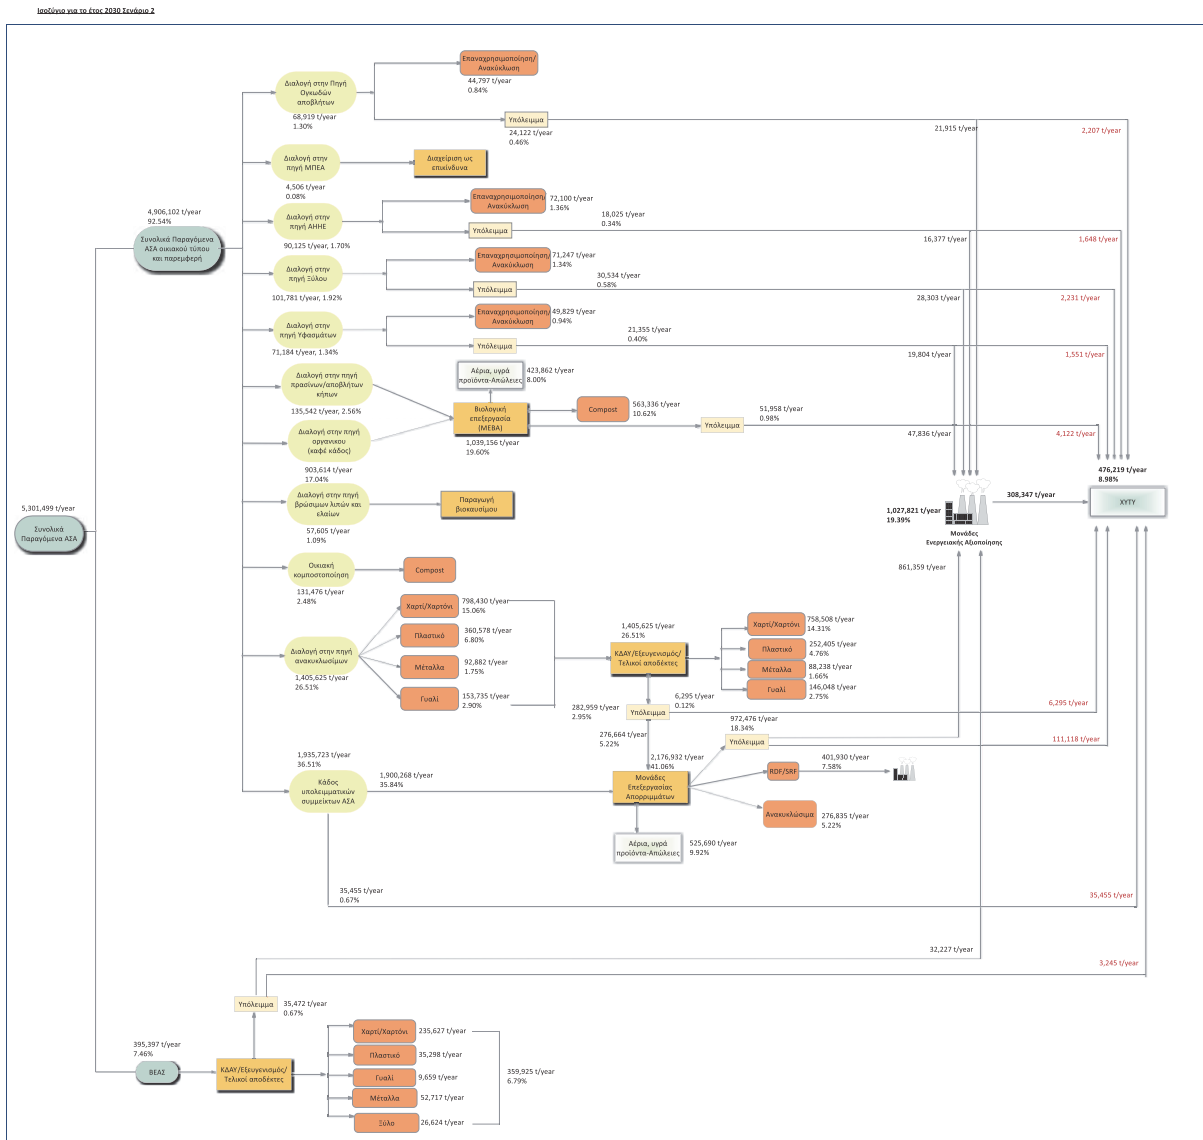 Ισοζύγιο για το έτος 2030 Σενάριο 2
Επαναχρησιμοποίηση/
Ανακύκλωση
44,797 t/year
0.84%
Διαλογή στην Πηγή
Ογκωδών
αποβλήτων
68,919 t/year
1.30%
Υπόλειμμα
24,122 t/year
0.46%
21,915 t/year
2,207 t/year
Διαλογή στην
πηγή ΜΠΕΑ
4,506 t/year
0.08%
Διαχείριση ως
επικίνδυνα
4,906,102 t/year
92.54%
Συνολικά Παραγόμενα
ΑΣΑ οικιακού τύπου
και παρεμφερή
Διαλογή στην
πηγή ΑΗΗΕ
90,125 t/year, 1.70%
Επαναχρησιμοποίηση/
Ανακύκλωση
72,100 t/year
1.36%
Υπόλειμμα
18,025 t/year
0.34%
16,377 t/year
1,648 t/year
Διαλογή στην
πηγή Ξύλου
101,781 t/year, 1.92%
Επαναχρησιμοποίηση/
Ανακύκλωση
71,247 t/year
1.34%
Υπόλειμμα
30,534 t/year
0.58%
28,303 t/year
2,231 t/year
Διαλογή στην
πηγή Υφασμάτων
71,184 t/year, 1.34%
Επαναχρησιμοποίηση/
Ανακύκλωση
49,829 t/year
0.94%
Υπόλειμμα
21,355 t/year
0.40%
19,804 t/year
1,551 t/year
Διαλογή στην πηγή
πρασίνων/αποβλήτων
κήπων
135,542 t/year, 2.56%
Αέρια, υγρά
προϊόντα-Απώλειες
423,862 t/year
8.00%
Βιολογική
επεξεργασία
(ΜΕΒΑ)
1,039,156 t/year
19.60%
Compost
563,336 t/year
10.62%
Υπόλειμμα
51,958 t/year
0.98%
47,836 t/year
4,122 t/year
Διαλογή στην πηγή
οργανικου
(καφέ κάδος)
903,614 t/year
17.04%
476,219 t/year
8.98%
ΧΥΤΥ
308,347 t/year
1,027,821 t/year
19.39%
Μονάδες
Ενεργειακής Αξιοποίησης
Διαλογή στην πηγή
βρώσιμων λιπών και
ελαίων
57,605 t/year
1.09%
Παραγωγή
βιοκαυσίμου
5,301,499 t/year
Συνολικά
Παραγόμενα ΑΣΑ
Οικιακή
κομποστοποίηση
131,476 t/year
2.48%
Compost
861,359 t/year
Διαλογή στην πηγή
ανακυκλωσίμων
1,405,625 t/year
26.51%
Χαρτί/Χαρτόνι
798,430 t/year
15.06%
Πλαστικό
360,578 t/year
6.80%
Μέταλλα
92,882 t/year
1.75%
Γυαλί
153,735 t/year
2.90%
1,405,625 t/year
26.51%
ΚΔΑΥ/Εξευγενισμός/
Τελικοί αποδέκτες
Χαρτί/Χαρτόνι
758,508 t/year
14.31%
Πλαστικό
252,405 t/year
4.76%
Μέταλλα
88,238 t/year
1.66%
Γυαλί
146,048 t/year
2.75%
282,959 t/year
2.95%
Υπόλειμμα
6,295 t/year
0.12%
6,295 t/year
276,664 t/year
5.22%
972,476 t/year
18.34%
Υπόλειμμα
111,118 t/year
1,935,723 t/year
36.51%
Κάδος
υπολειμματικών
συμμείκτων ΑΣΑ
1,900,268 t/year
35.84%
2,176,932 t/year
41.06%
Μονάδες
Επεξεργασίας
Απορριμμάτων
RDF/SRF
401,930 t/year
7.58%
Ανακυκλώσιμα
276,835 t/year
5.22%
Αέρια, υγρά
προϊόντα-Απώλειες
525,690 t/year
9.92%
35,455 t/year
0.67%
35,455 t/year
32,227 t/year
3,245 t/year
Υπόλειμμα
35,472 t/year
0.67%
395,397 t/year
7.46%
ΒΕΑΣ
ΚΔΑΥ/Εξευγενισμός/
Τελικοί αποδέκτες
Χαρτί/Χαρτόνι
235,627 t/year
Πλαστικό
35,298 t/year
Γυαλί
9,659 t/year
Μέταλλα
52,717 t/year
Ξύλο
26,624 t/year
359,925 t/year
6.79%